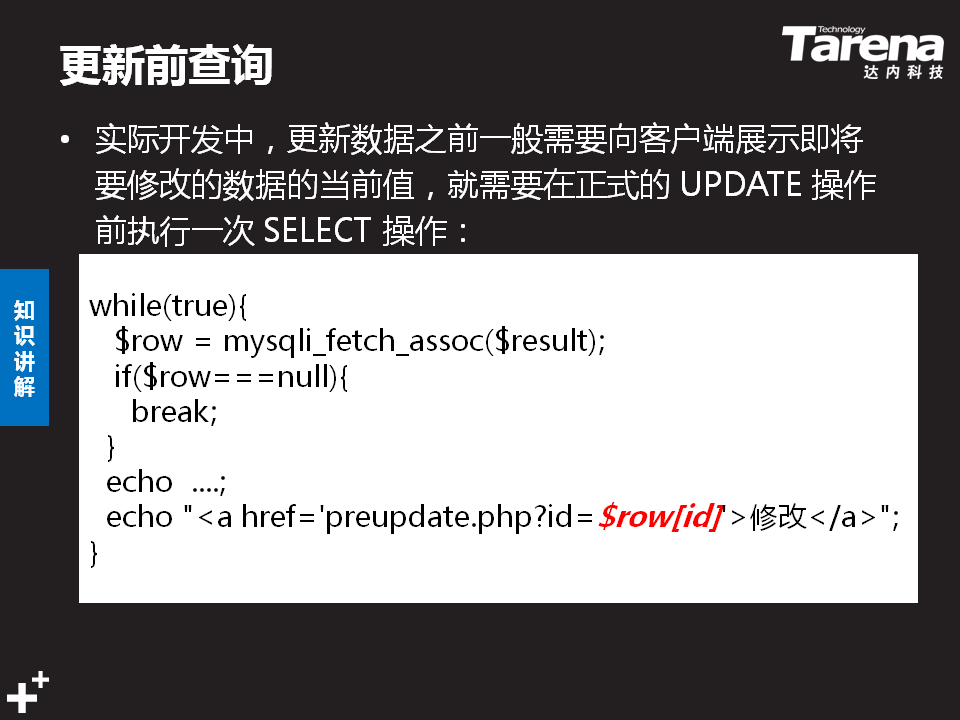 更新前查询
Technology
Tarena
达内科技
• 实际开发中，更新数据之前一般需要向客户端展示即将
要修改的数据的当前值，就需要在正式的 UPDATE 操作
前执行一次 SELECT 操作：
知识讲解
while(true){
$row = mysqli_fetch_assoc($result);
if($row===null){
break;
}
echo ....;
echo "<a href='preupdate.php?id=$row[id]'>修改</a>";
}